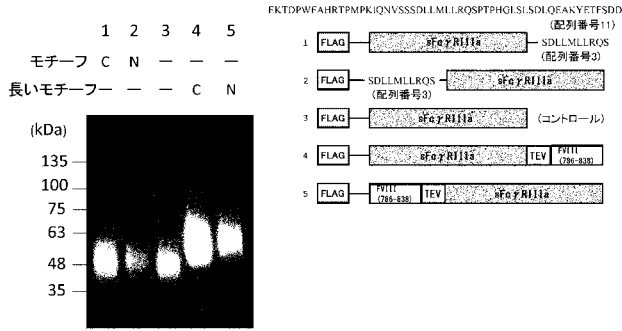 1 2 3 4 5
モチーフ C N — — —
長いモチーフ — — — C N
(kDa)
135
100
75
63
48
35
EKTDPWFAHRTPMPKIQNVSSSDLLMLLRQSPTPHGLSLSDLQEAKYETFSDD
(配列番号11)
1 FLAG sFcγRIIIa SDLLMLLRQS
(配列番号3)
2 FLAG SDLLMLLRQS sFcγRIIIa
(配列番号3)
3 FLAG sFcγRIIIa (コントロール)
4 FLAG sFcγRIIIa TEV FVIII (786-838)
5 FLAG FVIII (786-838) TEV sFcγRIIIa